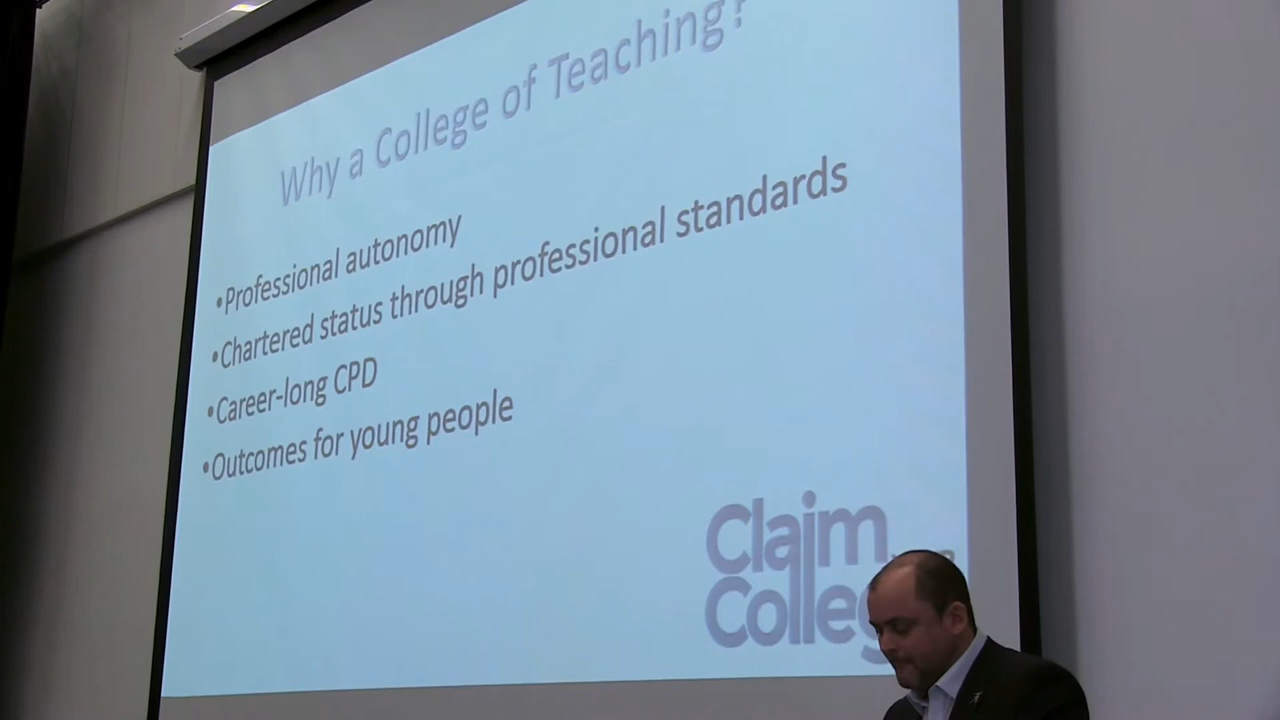 Why a College of Teaching?
•Professional autonomy
•Chartered status through professional standards
•Career-long CPD
•Outcomes for young people
Claim